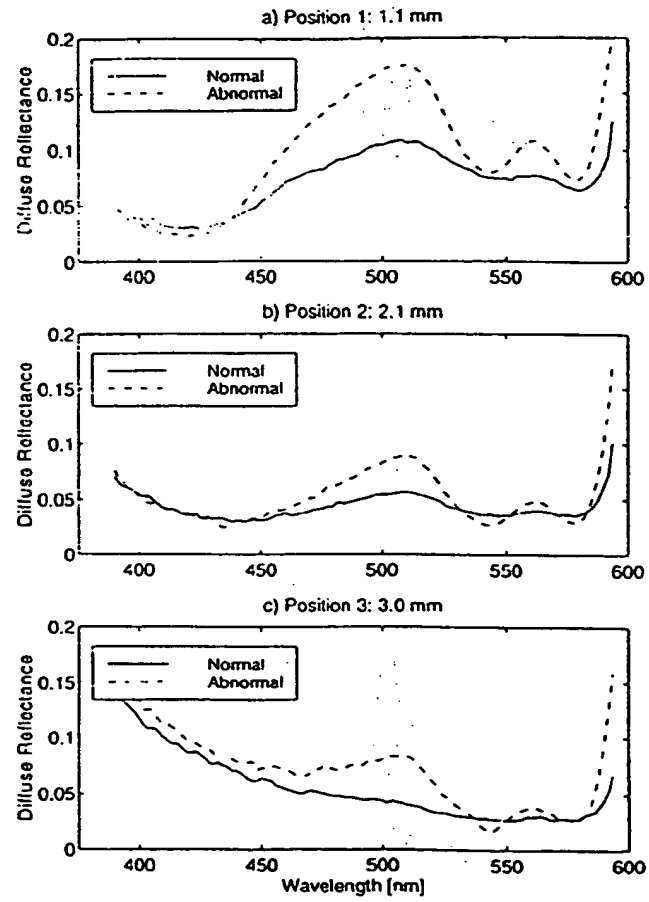 a) Position 1: 1.1 mm
0.2
0.15
0.1
0.05
0
Diffuse Reflectance
Normal
Abnormal
400 450 500 550 600
b) Position 2: 2.1 mm
0.2
0.15
0.1
0.05
0
Diffuse Reflectance
Normal
Abnormal
400 450 500 550 600
c) Position 3: 3.0 mm
0.2
0.15
0.1
0.05
0
Diffuse Reflectance
Normal
Abnormal
400 450 500 550 600
Wavelength [nm]